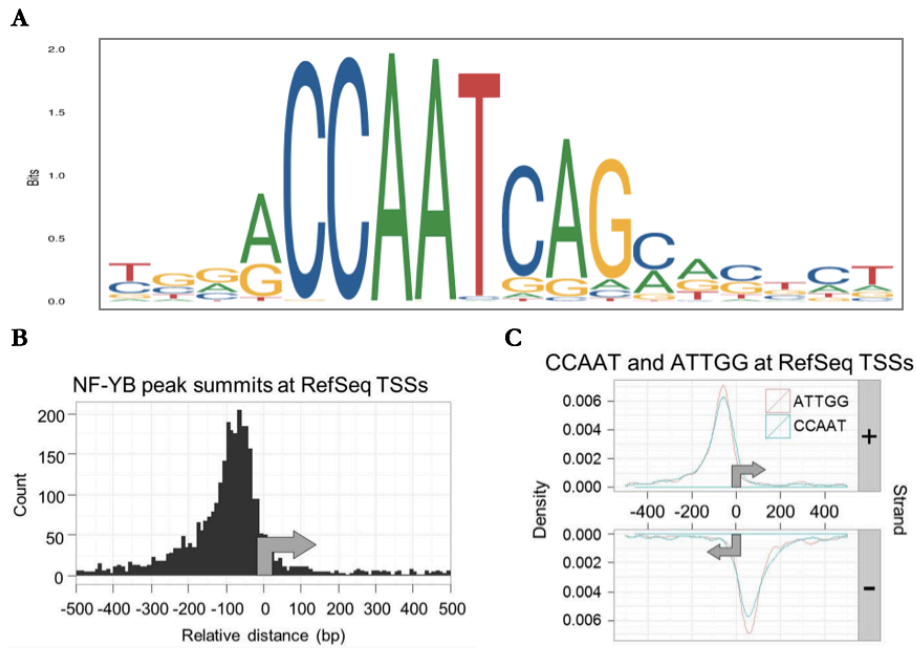 A
2.0
1.5
1.0
0.5
0.0
Bits
B
NF-YB peak summits at RefSeq TSSs
200
150
100
50
0
Count
-500 -400 -300 -200 -100 0 100 200 300 400 500
Relative distance (bp)
C
CCAAT and ATTGG at RefSeq TSSs
0.006
0.004
0.002
0.000
ATTGG
CCAAT
+
-400 -200 0 200 400
0.000
0.002
0.004
0.006
-
Density
Strand